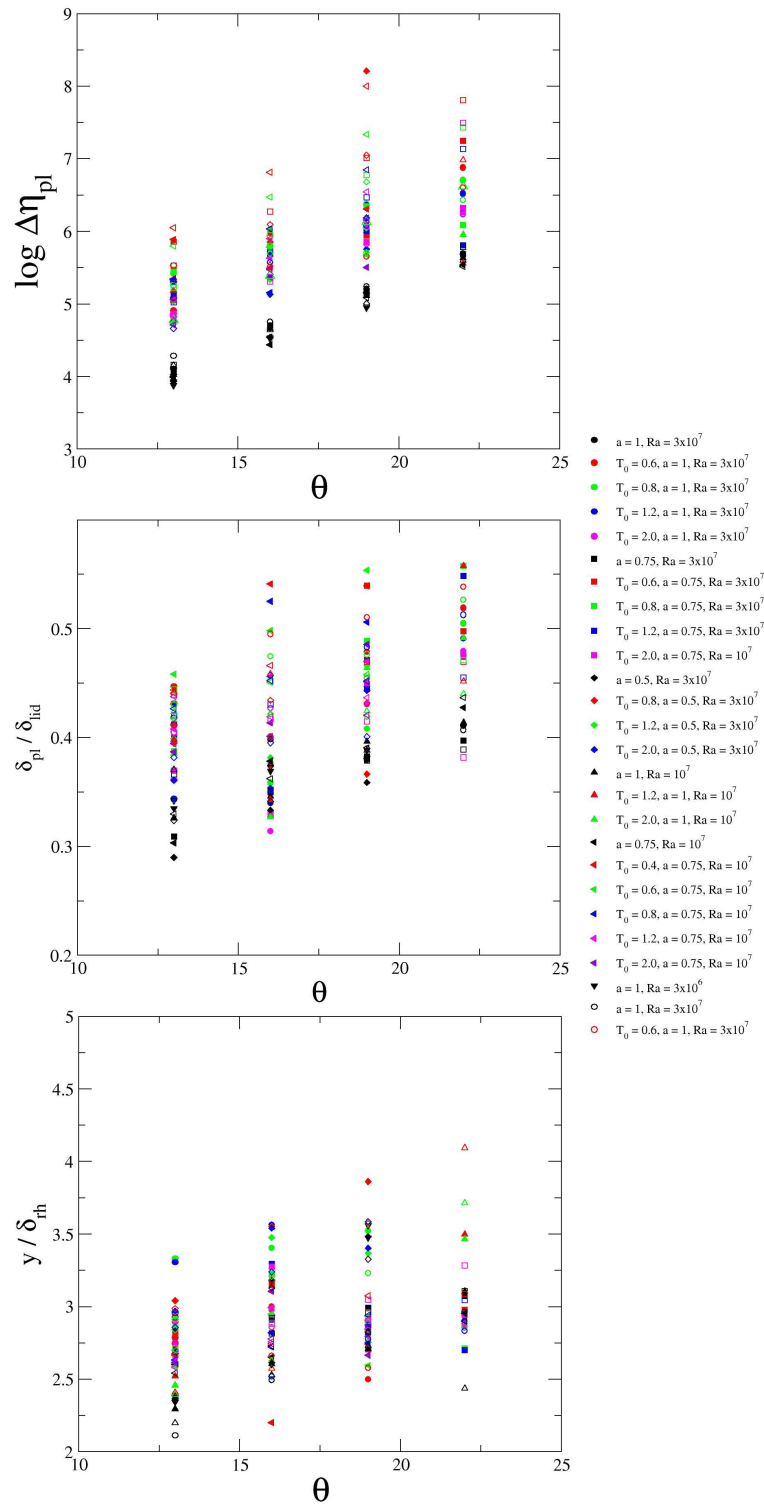 9
8
7
6
5
4
3
log Δη_pl
10 15 20 25
θ
0.5
0.4
0.3
0.2
δ_pl / δ_lid
10 15 20 25
θ
5
4.5
4
3.5
3
2.5
2
y / δ_rh
10 15 20 25
θ
a = 1, Ra = 3x10^7
T_0 = 0.6, a = 1, Ra = 3x10^7
T_0 = 0.8, a = 1, Ra = 3x10^7
T_0 = 1.2, a = 1, Ra = 3x10^7
T_0 = 2.0, a = 1, Ra = 3x10^7
a = 0.75, Ra = 3x10^7
T_0 = 0.6, a = 0.75, Ra = 3x10^7
T_0 = 0.8, a = 0.75, Ra = 3x10^7
T_0 = 1.2, a = 0.75, Ra = 3x10^7
T_0 = 2.0, a = 0.75, Ra = 10^7
a = 0.5, Ra = 3x10^7
T_0 = 0.8, a = 0.5, Ra = 3x10^7
T_0 = 1.2, a = 0.5, Ra = 3x10^7
T_0 = 2.0, a = 0.5, Ra = 3x10^7
a = 1, Ra = 10^7
T_0 = 1.2, a = 1, Ra = 10^7
T_0 = 2.0, a = 1, Ra = 10^7
a = 0.75, Ra = 10^7
T_0 = 0.4, a = 0.75, Ra = 10^7
T_0 = 0.6, a = 0.75, Ra = 10^7
T_0 = 0.8, a = 0.75, Ra = 10^7
T_0 = 1.2, a = 0.75, Ra = 10^7
T_0 = 2.0, a = 0.75, Ra = 10^7
a = 1, Ra = 3x10^6
a = 1, Ra = 3x10^7
T_0 = 0.6, a = 1, Ra = 3x10^7